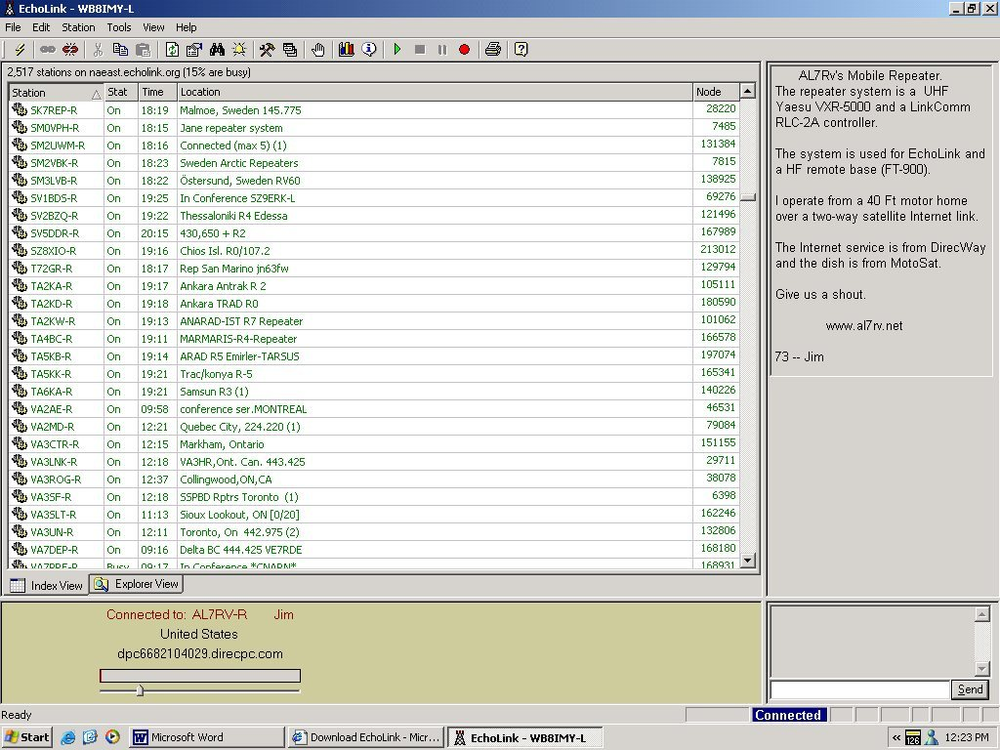 EchoLink - WB8IMY-L
File Edit Station Tools View Help
2,517 stations on naeast.echolink.org (15% are busy)
Station Stat Time Location Node
SK7REP-R On 18:19 Malmoe, Sweden 145.775 28220
SM0VPH-R On 18:15 Jane repeater system 7485
SM2UWM-R On 18:16 Connected (max 5) (1) 131384
SM2VBK-R On 18:23 Sweden Arctic Repeaters 7815
SM3LVB-R On 18:22 Östersund, Sweden RV60 138925
SV1BDS-R On 19:25 In Conference SZ9ERK-L 69276
SV2BZQ-R On 19:22 Thessaloniki R4 Edessa 121496
SV5DDR-R On 20:15 430,650 + R2 167989
SZ8XIO-R On 19:16 Chios Isl. R0/107.2 213012
T72GR-R On 18:17 Rep San Marino jn63fw 129794
TA2KA-R On 19:17 Ankara Antrak R 2 105111
TA2KD-R On 19:18 Ankara TRAD R0 180590
TA2KW-R On 19:13 ANARAD-IST R7 Repeater 101062
TA4BC-R On 19:11 MARMARIS-R4-Repeater 166578
TA5KB-R On 19:14 ARAD R5 Emirler-TARSUS 197074
TA5KK-R On 19:21 Trac/konya R-5 165341
TA6KA-R On 19:21 Samsun R3 (1) 140226
VA2AE-R On 09:58 conference ser.MONTREAL 46531
VA2MD-R On 12:21 Quebec City, 224.220 (1) 79084
VA3CTR-R On 12:15 Markham, Ontario 151155
VA3LNK-R On 12:18 VA3HR,Ont. Can. 443.425 29711
VA3ROG-R On 12:37 Collingwood,ON,CA 38078
VA3SF-R On 12:18 SSPBD Rptrs Toronto (1) 6398
VA3SLT-R On 11:13 Sioux Lookout, ON [0/20] 162246
VA3UN-R On 12:11 Toronto, On 442.975 (2) 132806
VA7DEP-R On 09:16 Delta BC 444.425 VE7RDE 168180
Busy 09:17 In Conference *CNARN* 168931
Index View Explorer View
AL7Rv's Mobile Repeater.
The repeater system is a UHF
Yaesu VXR-5000 and a LinkComm
RLC-2A controller.
The system is used for EchoLink and
a HF remote base (FT-900).
I operate from a 40 Ft motor home
over a two-way satellite Internet link.
The Internet service is from DirecWay
and the dish is from MotoSat.
Give us a shout.
www.al7rv.net
73 -- Jim
Connected to: AL7RV-R Jim
United States
dpc6682104029.direcpc.com
Send
Ready
Connected
Start Microsoft Word Download EchoLink - Micr... EchoLink - WB8IMY-L « 126 12:23 PM